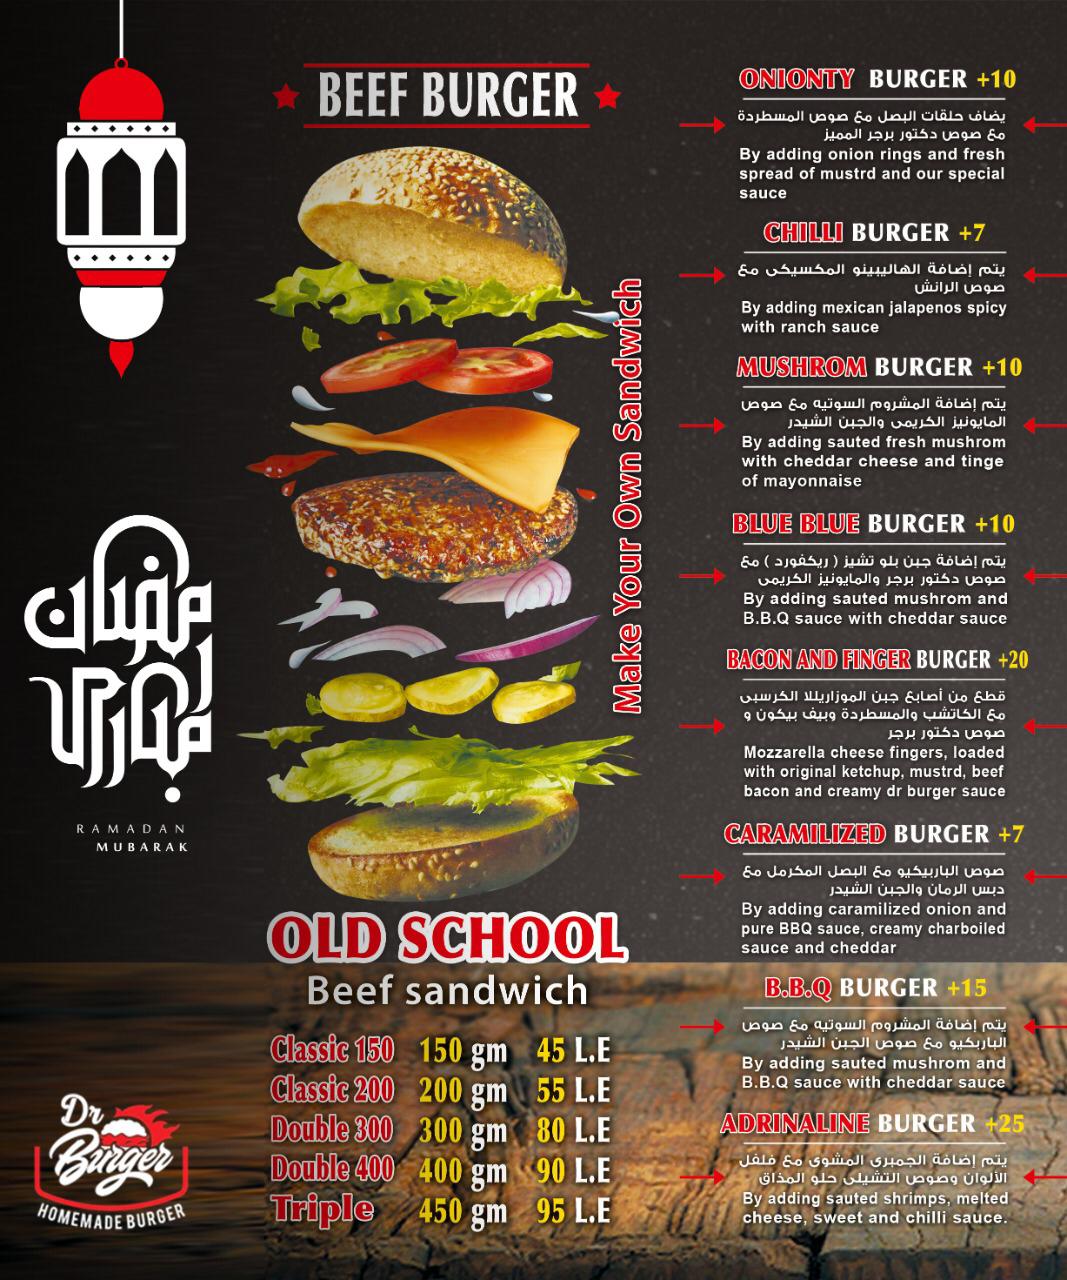 BEEF BURGER
Make Your Own Sandwich
رمضان
مبارك
RAMADAN
MUBARAK
OLD SCHOOL
Beef sandwich
Classic 150 150 gm 45 L.E
Classic 200 200 gm 55 L.E
Double 300 300 gm 80 L.E
Double 400 400 gm 90 L.E
Triple 450 gm 95 L.E
Dr
Burger
HOMEMADE BURGER
ONIONTY BURGER +10
يضاف حلقات البصل مع صوص المسطردة
مع صوص دكتور برجر المميز
By adding onion rings and fresh
spread of mustrd and our special
sauce
CHILLI BURGER +7
يتم إضافة الهاليبينو المكسيكى مع
صوص الرانش
By adding mexican jalapenos spicy
with ranch sauce
MUSHROM BURGER +10
يتم إضافة المشروم السوتيه مع صوص
المايونيز الكريمى والجبن الشيدر
By adding sauted fresh mushrom
with cheddar cheese and tinge
of mayonnaise
BLUE BLUE BURGER +10
يتم إضافة جبن بلو تشيز ( ريكفورد ) مع
صوص دكتور برجر والمايونيز الكريمى
By adding sauted mushrom and
B.B.Q sauce with cheddar sauce
BACON AND FINGER BURGER +20
قطع من أصابع جبن الموزاريلا الكرسبى
مع الكاتشب والمسطردة وبيف بيكون و
صوص دكتور برجر
Mozzarella cheese fingers, loaded
with original ketchup, mustrd, beef
bacon and creamy dr burger sauce
CARAMILIZED BURGER +7
صوص الباربيكيو مع البصل المكرمل مع
دبس الرمان والجبن الشيدر
By adding caramilized onion and
pure BBQ sauce, creamy charboiled
sauce and cheddar
B.B.Q BURGER +15
يتم إضافة المشروم السوتيه مع صوص
الباربكيو مع صوص الجبن الشيدر
By adding sauted mushrom and
B.B.Q sauce with cheddar sauce
ADRINALINE BURGER +25
يتم إضافة الجمبرى المشوى مع فلفل
الألوان وصوص التشيلى حلو المذاق
By adding sauted shrimps, melted
cheese, sweet and chilli sauce.